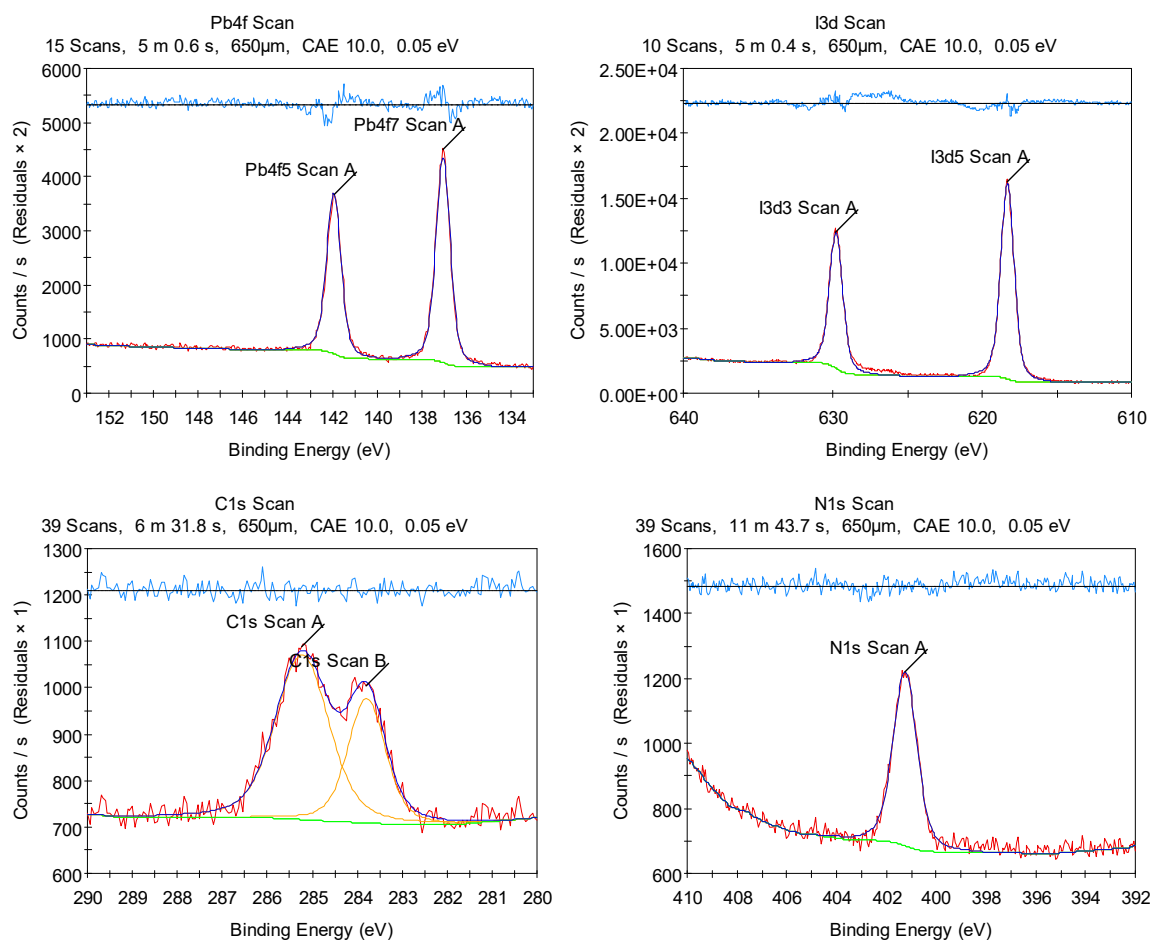 Pb4f Scan
15 Scans, 5 m 0.6 s, 650µm, CAE 10.0, 0.05 eV
6000
5000
4000
3000
2000
1000
0
Counts / s (Residuals × 2)
Pb4f7 Scan A
Pb4f5 Scan A
152 150 148 146 144 142 140 138 136 134
Binding Energy (eV)
I3d Scan
10 Scans, 5 m 0.4 s, 650µm, CAE 10.0, 0.05 eV
2.50E+04
2.00E+04
1.50E+04
1.00E+04
5.00E+03
0.00E+00
Counts / s (Residuals × 2)
I3d5 Scan A
I3d3 Scan A
640 630 620 610
Binding Energy (eV)
C1s Scan
39 Scans, 6 m 31.8 s, 650µm, CAE 10.0, 0.05 eV
1300
1200
1100
1000
900
800
700
600
Counts / s (Residuals × 1)
C1s Scan A
C1s Scan B
290 289 288 287 286 285 284 283 282 281 280
Binding Energy (eV)
N1s Scan
39 Scans, 11 m 43.7 s, 650µm, CAE 10.0, 0.05 eV
1600
1400
1200
1000
800
600
Counts / s (Residuals × 1)
N1s Scan A
410 408 406 404 402 400 398 396 394 392
Binding Energy (eV)